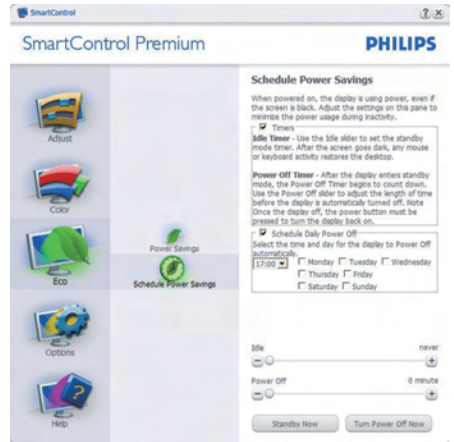 SmartControl
SmartControl Premium
PHILIPS
Adjust
Color
Eco
Options
Help
Power Savings
Schedule Power Savings
Schedule Power Savings
When powered on, the display is using power, even if
the screen is black. Adjust the settings on this pane to
minimize the power usage during inactivity.
Timers
Idle Timer - Use the Idle slider to set the standby
mode timer. After the screen goes dark, any mouse
or keyboard activity restores the desktop.
Power Off Timer - After the display enters standby
mode, the Power Off Timer begins to count down.
Use the Power Off slider to adjust the length of time
before the display is automatically turned off. Note
Once the display off, the power button must be
pressed to turn the display back on.
Schedule Daily Power Off
Select the time and day for the display to Power Off
automatically.
17:00 Monday Tuesday Wednesday
Thursday Friday
Saturday Sunday
Idle never
Power Off 0 minute
Standby Now Turn Power Off Now